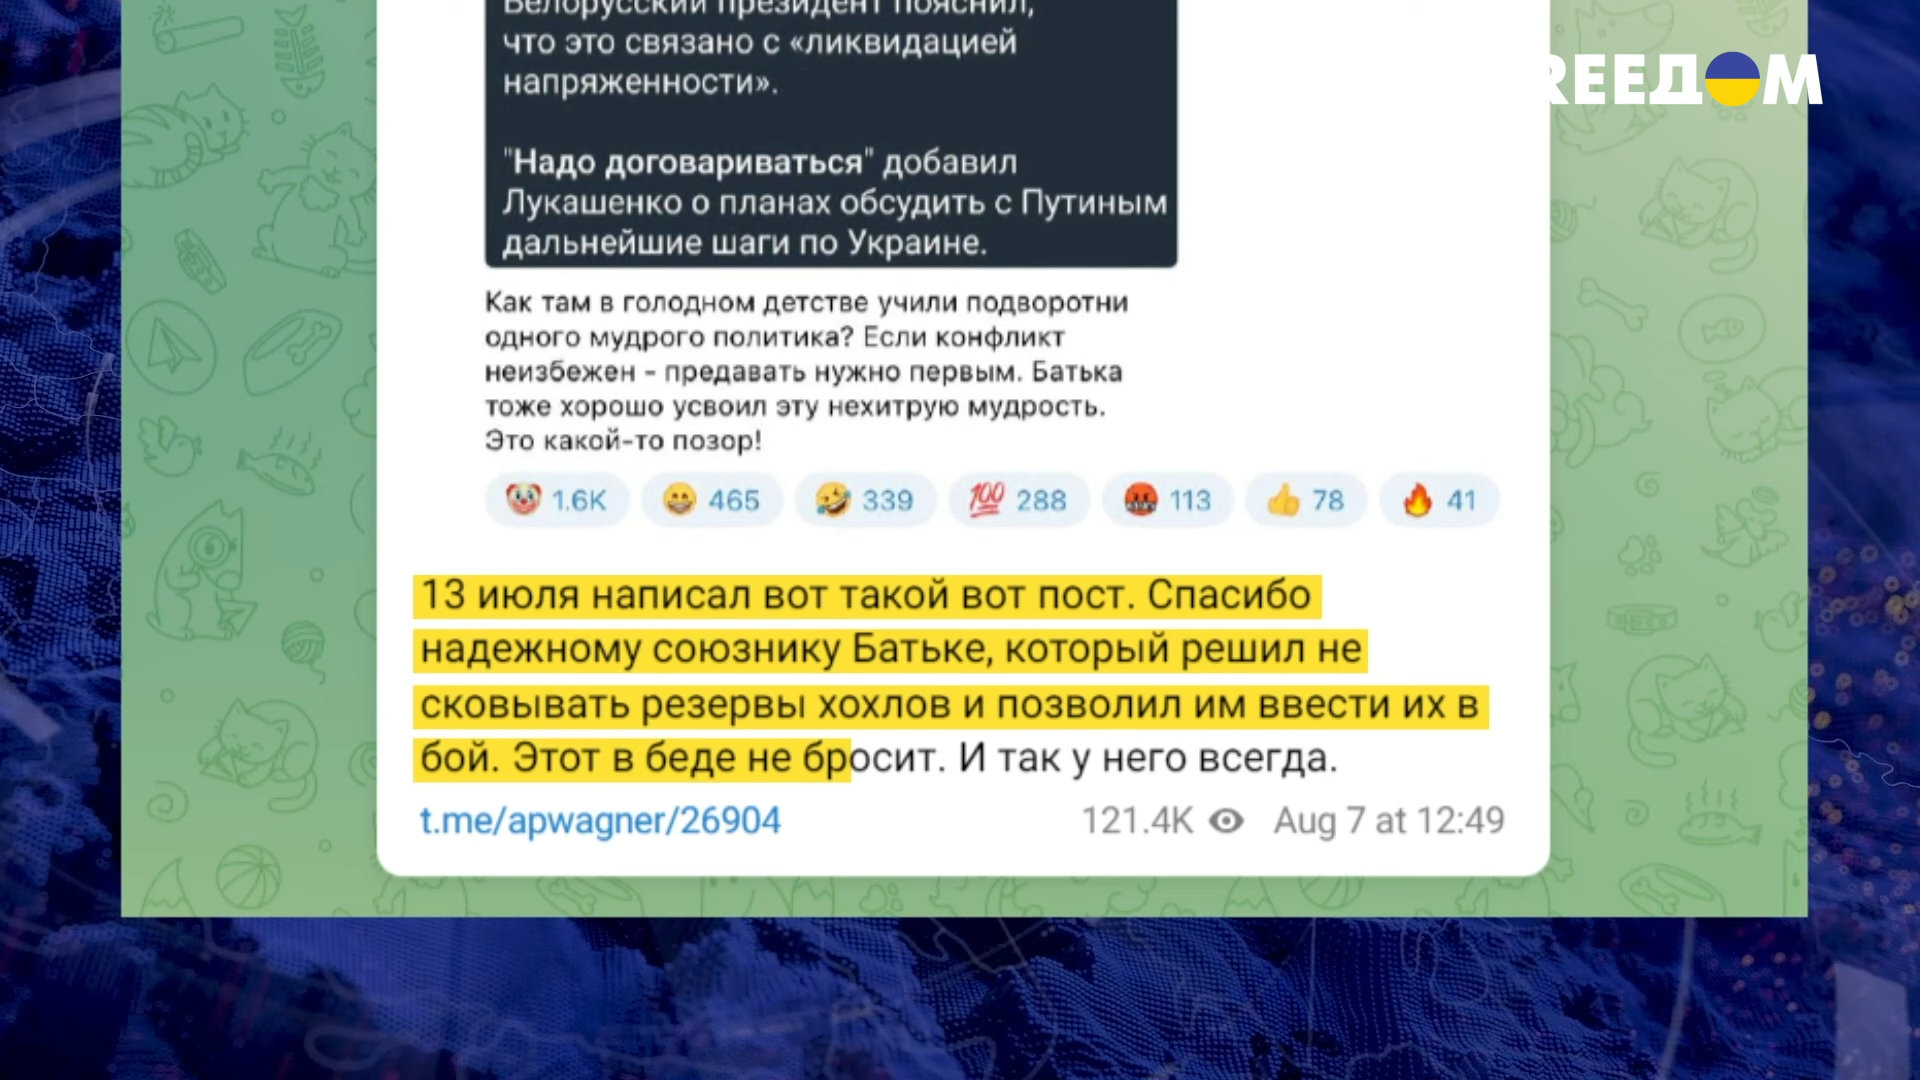 Белорусский президент пояснил,
что это связано с «ликвидацией
напряженности».
REEДOM
"Надо договариваться" добавил
Лукашенко о планах обсудить с Путиным
дальнейшие шаги по Украине.
Как там в голодном детстве учили подворотни
одного мудрого политика? Если конфликт
неизбежен - предавать нужно первым. Батька
тоже хорошо усвоил эту нехитрую мудрость.
Это какой-то позор!
1.6K 465 339 100 288 113 78 41
13 июля написал вот такой вот пост. Спасибо
надежному союзнику Батьке, который решил не
сковывать резервы хохлов и позволил им ввести их в
бой. Этот в беде не бросит. И так у него всегда.
t.me/apwagner/26904 121.4K Aug 7 at 12:49